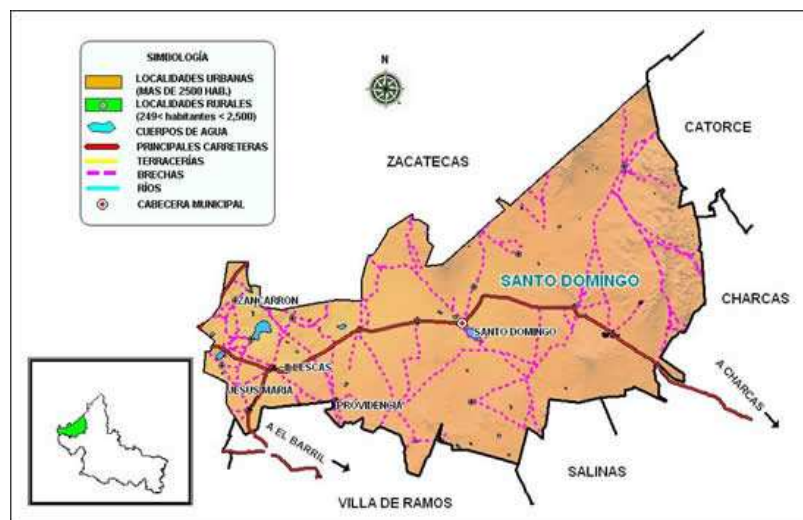 SIMBOLOGÍA
LOCALIDADES URBANAS
(MAS DE 2500 HAB.)
LOCALIDADES RURALES
(249< habitantes < 2,500)
CUERPOS DE AGUA
PRINCIPALES CARRETERAS
TERRACERÍAS
BRECHAS
RÍOS
CABECERA MUNICIPAL
N
ZACATECAS
CATORCE
SANTO DOMINGO
CHARCAS
ZANCARRON
SANTO DOMINGO
ILLESCAS
JESUS MARIA
PROVIDENCIA
A CHARCAS
A EL BARRIL
SALINAS
VILLA DE RAMOS